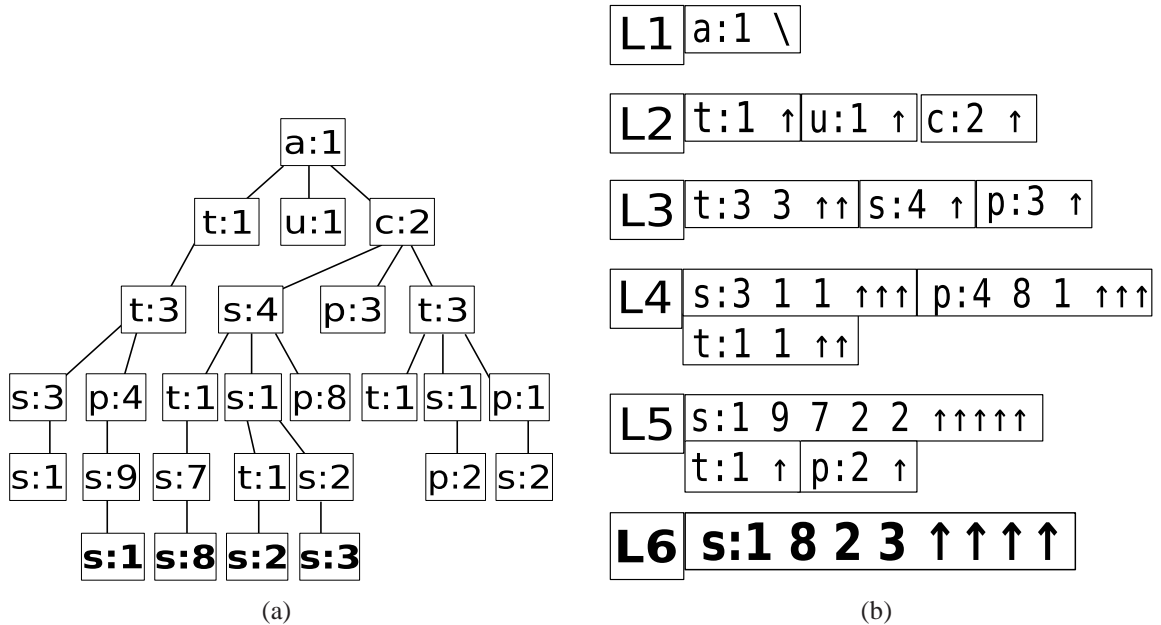 a:1
t:1 u:1 c:2
t:3 s:4 p:3 t:3
s:3 p:4 t:1 s:1 p:8 t:1 s:1 p:1
s:1 s:9 s:7 t:1 s:2 p:2 s:2
s:1 s:8 s:2 s:3
(a)
L1 a:1 \
L2 t:1 ↑ u:1 ↑ c:2 ↑
L3 t:3 3 ↑↑ s:4 ↑ p:3 ↑
L4 s:3 1 1 ↑↑↑ p:4 8 1 ↑↑↑
t:1 1 ↑↑
L5 s:1 9 7 2 2 ↑↑↑↑↑
t:1 ↑ p:2 ↑
L6 s:1 8 2 3 ↑↑↑↑
(b)